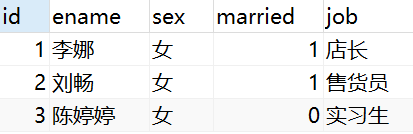 id ename sex married job
1 李娜 女 1 店长
2 刘畅 女 1 售货员
3 陈婷婷 女 0 实习生